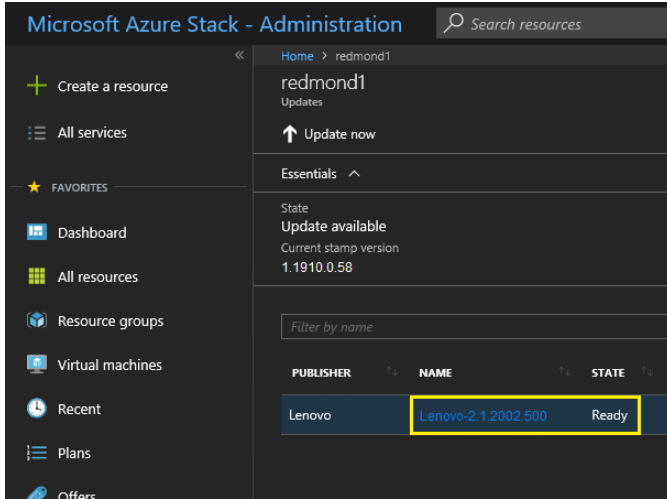 Microsoft Azure Stack - Administration
Search resources
«
Create a resource
All services
FAVORITES
Dashboard
All resources
Resource groups
Virtual machines
Recent
Plans
Offers
Home > redmond1
redmond1
Updates
Update now
Essentials
State
Update available
Current stamp version
1.1910.0.58
Filter by name
PUBLISHER NAME STATE
Lenovo Lenovo-2.1.2002.500 Ready